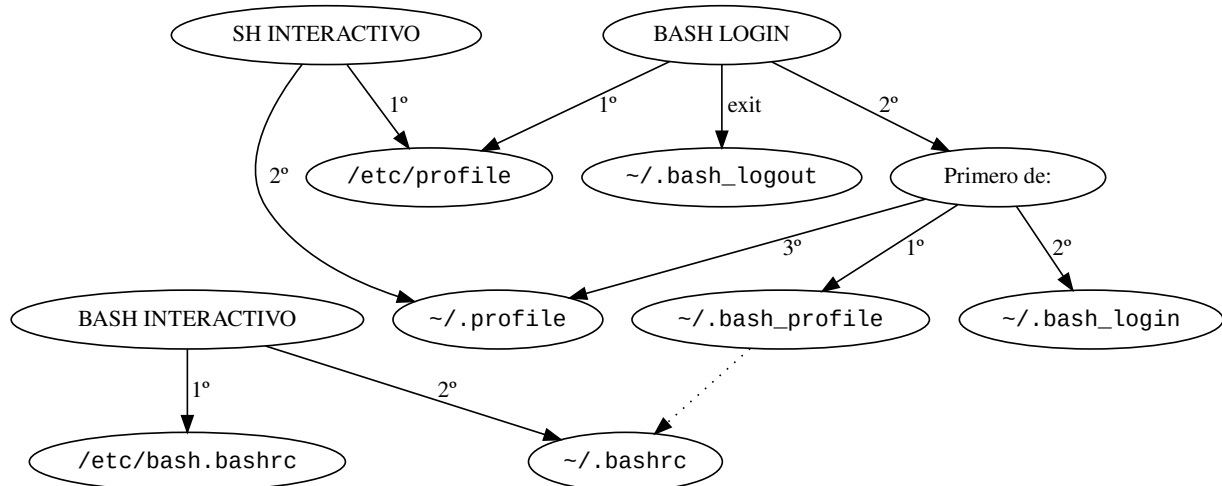 SH INTERACTIVO
BASH LOGIN
1º
1º
exit
2º
2º
/etc/profile
~/.bash_logout
Primero de:
3º
1º
2º
BASH INTERACTIVO
~/.profile
~/.bash_profile
~/.bash_login
1º
2º
/etc/bash.bashrc
~/.bashrc